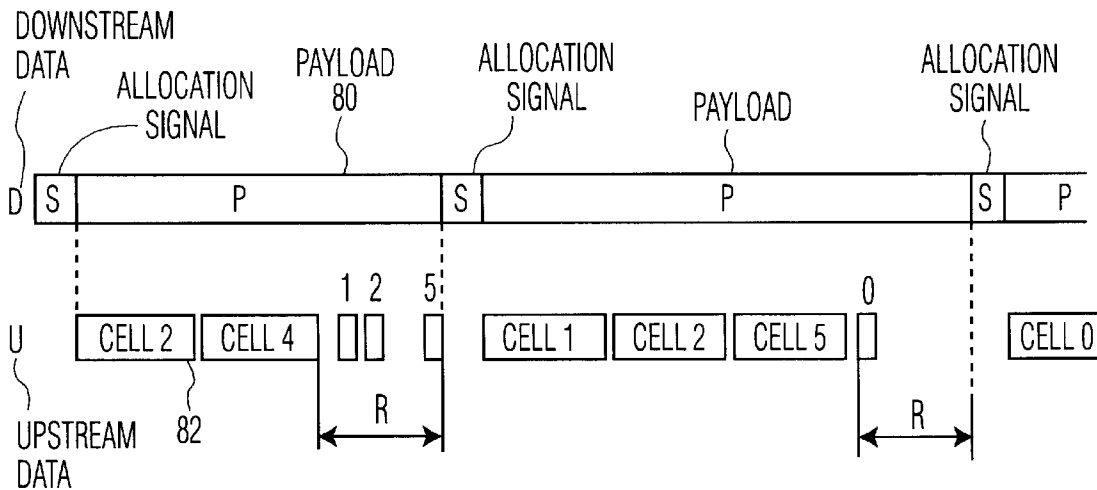 DOWNSTREAM
DATA
ALLOCATION
SIGNAL
PAYLOAD
80
ALLOCATION
SIGNAL
PAYLOAD
ALLOCATION
SIGNAL
D S P S P S P
1 2 5 0
U CELL 2 CELL 4 CELL 1 CELL 2 CELL 5 CELL 0
R R
82
UPSTREAM
DATA